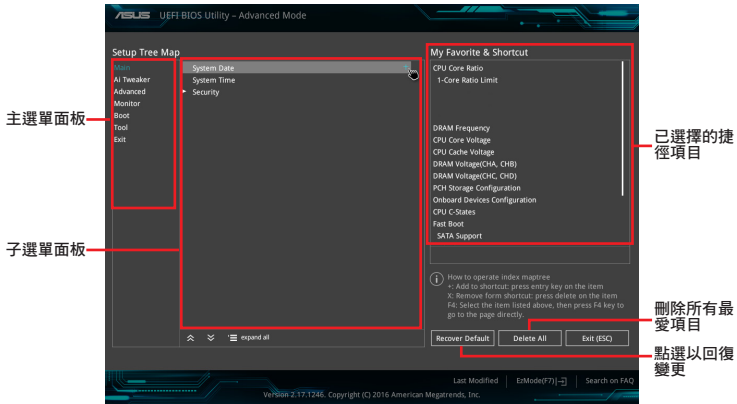 ASUS UEFI BIOS Utility – Advanced Mode
Setup Tree Map
Main
Ai Tweaker
Advanced
Monitor
Boot
Tool
Exit
System Date
System Time
Security
expand all
My Favorite & Shortcut
CPU Core Ratio
1-Core Ratio Limit
DRAM Frequency
CPU Core Voltage
CPU Cache Voltage
DRAM Voltage(CHA, CHB)
DRAM Voltage(CHC, CHD)
PCH Storage Configuration
Onboard Devices Configuration
CPU C-States
Fast Boot
SATA Support
How to operate index maptree
+: Add to shortcut: press entry key on the item
X: Remove form shortcut: press delete on the item
F4: Select the item listed above, then press F4 key to
go to the page directly.
Recover Default
Delete All
Exit (ESC)
Last Modified
EzMode(F7)
Search on FAQ
Version 2.17.1246. Copyright (C) 2016 American Megatrends, Inc.
主選單面板
子選單面板
已選擇的捷
徑項目
刪除所有最
愛項目
點選以回復
變更